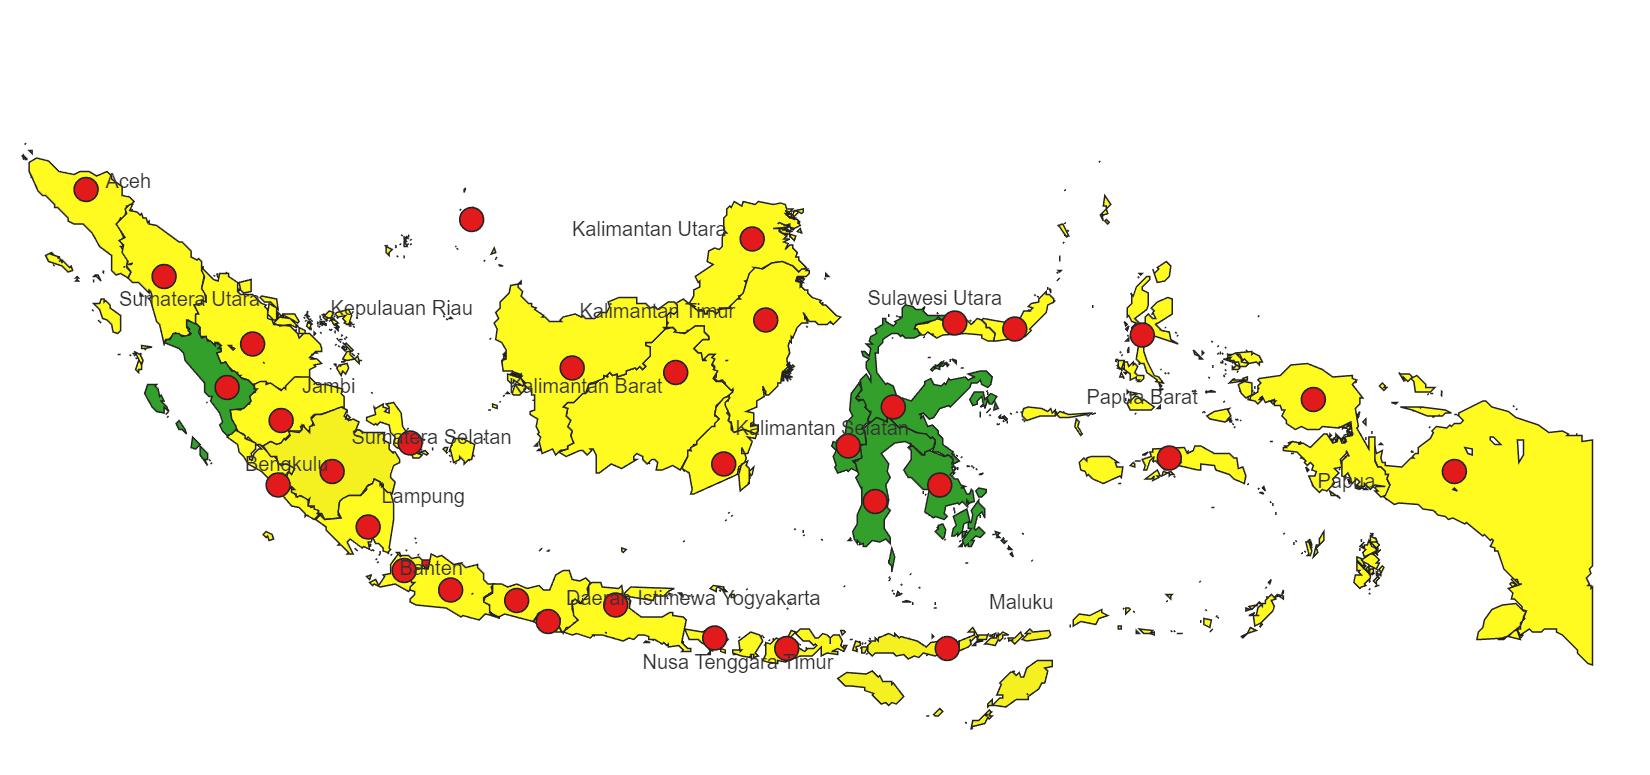 Aceh
Kalimantan Utara
Sumatera Utara
Sulawesi Utara
Kepulauan Riau
Kalimantan Timur
Jambi
Kalimantan Barat
Papua Barat
Kalimantan Selatan
Sumatera Selatan
Bengkulu
Papua
Lampung
Banten
Daerah Istimewa Yogyakarta
Maluku
Nusa Tenggara Timur